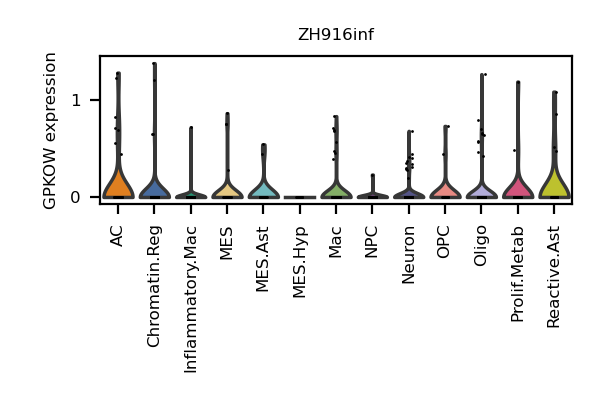 ZH916inf
GPKOW expression
1
0
AC
Chromatin.Reg
Inflammatory.Mac
MES
MES.Ast
MES.Hyp
Mac
NPC
Neuron
OPC
Oligo
Prolif.Metab
Reactive.Ast